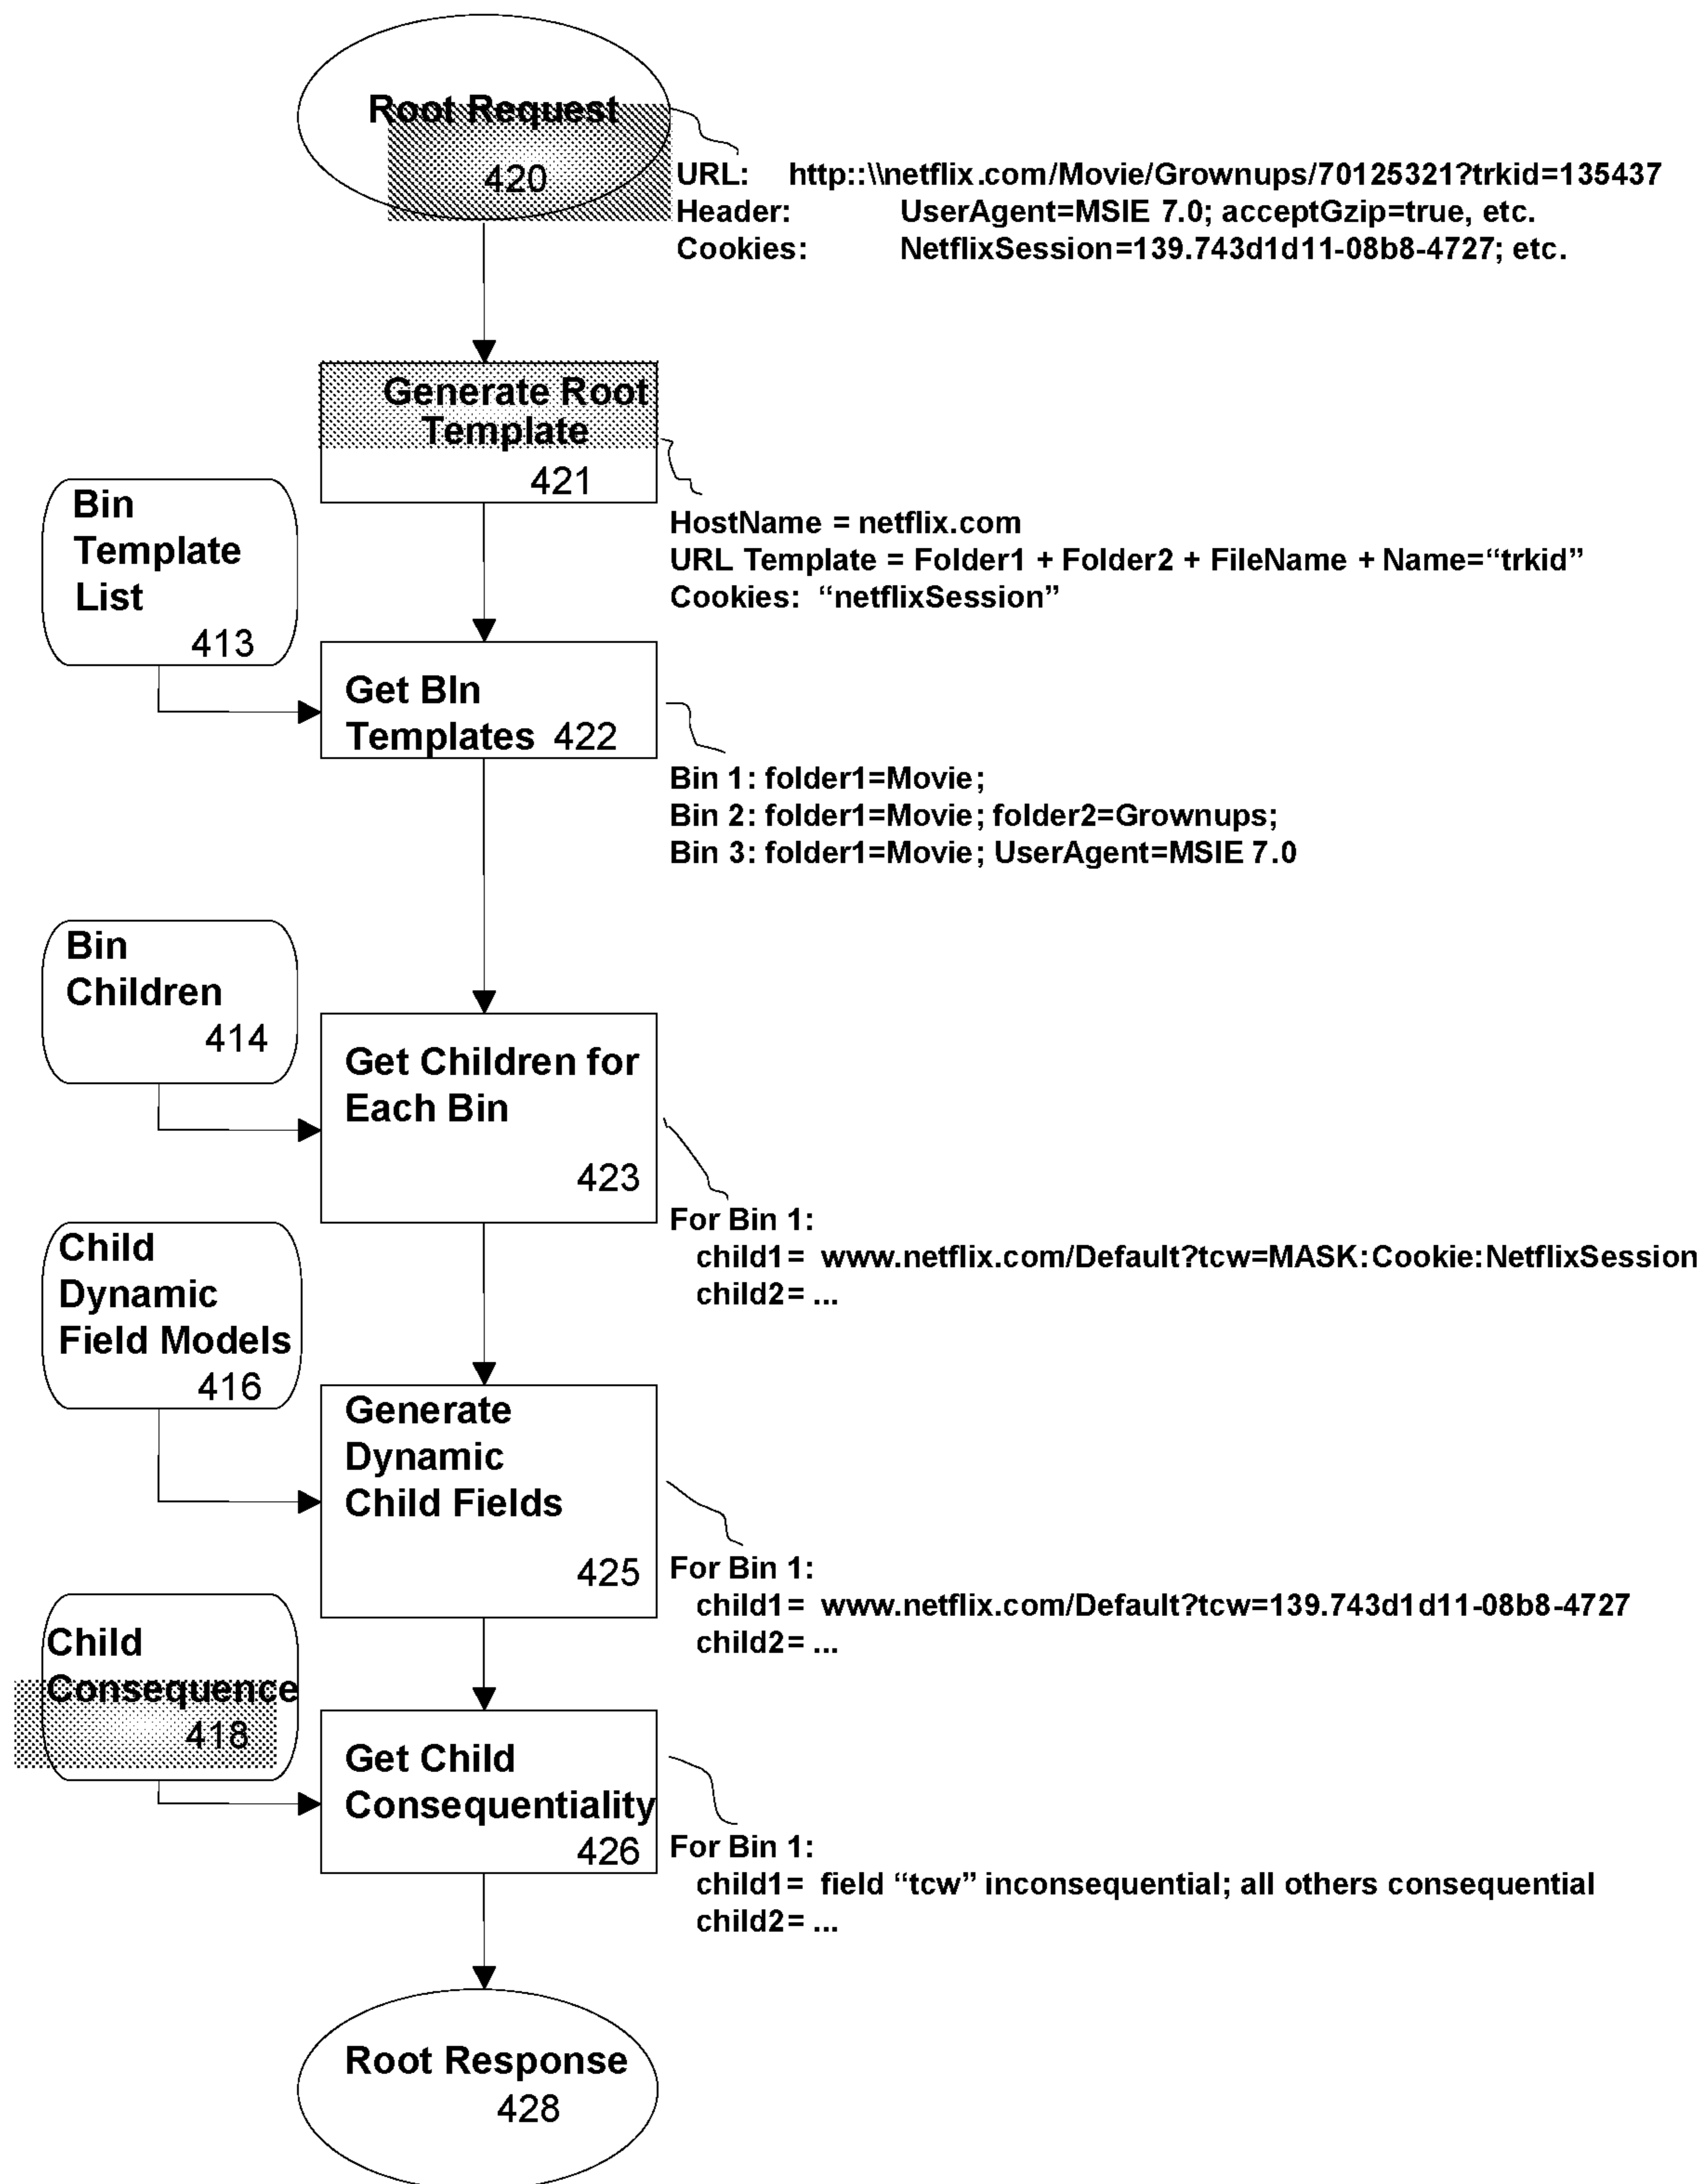 Root Request
420
URL: http::\\netflix.com/Movie/Grownups/70125321?trkid=135437
Header: UserAgent=MSIE 7.0; acceptGzip=true, etc.
Cookies: NetflixSession=139.743d1d11-08b8-4727; etc.
Generate Root
Template
421
HostName = netflix.com
URL Template = Folder1 + Folder2 + FileName + Name=“trkid”
Cookies: “netflixSession”
Bin
Template
List
413
Get BIn
Templates 422
Bin 1: folder1=Movie;
Bin 2: folder1=Movie; folder2=Grownups;
Bin 3: folder1=Movie; UserAgent=MSIE 7.0
Bin
Children
414
Get Children for
Each Bin
423
For Bin 1:
child1= www.netflix.com/Default?tcw=MASK:Cookie:NetflixSession
child2= ...
Child
Dynamic
Field Models
416
Generate
Dynamic
Child Fields
425
For Bin 1:
child1= www.netflix.com/Default?tcw=139.743d1d11-08b8-4727
child2= ...
Child
Consequence
418
Get Child
Consequentiality
426
For Bin 1:
child1= field “tcw” inconsequential; all others consequential
child2= ...
Root Response
428